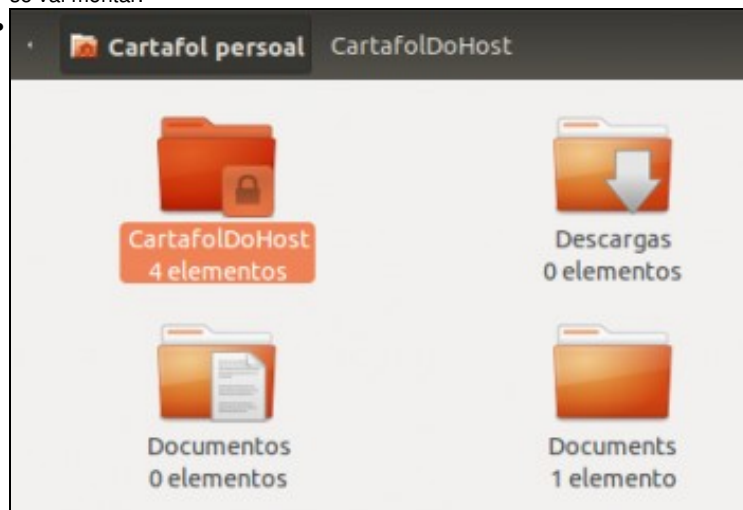 se vai montar.
Cartafol persoal CartafolDoHost
CartafolDoHost
4 elementos
Descargas
0 elementos
Documentos
0 elementos
Documents
1 elemento